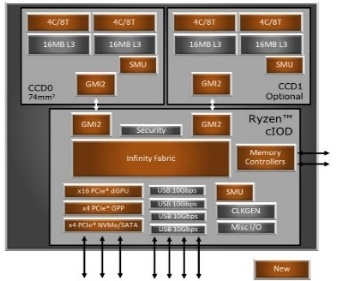 4C/8T 4C/8T
16MB L3 16MB L3
SMU
CCD0
74mm²
GMI2
4C/8T 4C/8T
16MB L3 16MB L3
SMU
GMI2
CCD1
Optional
GMI2
Security
GMI2
Ryzen™
cIOD
Infinity Fabric
Memory
Controllers
x16 PCIe® dGPU
x4 PCIe® GPP
x4 PCIe® NVMe/SATA
USB 10Gbps
USB 10Gbps
USB 10Gbps
USB 10Gbps
SMU
CLKGEN
Misc I/O
New